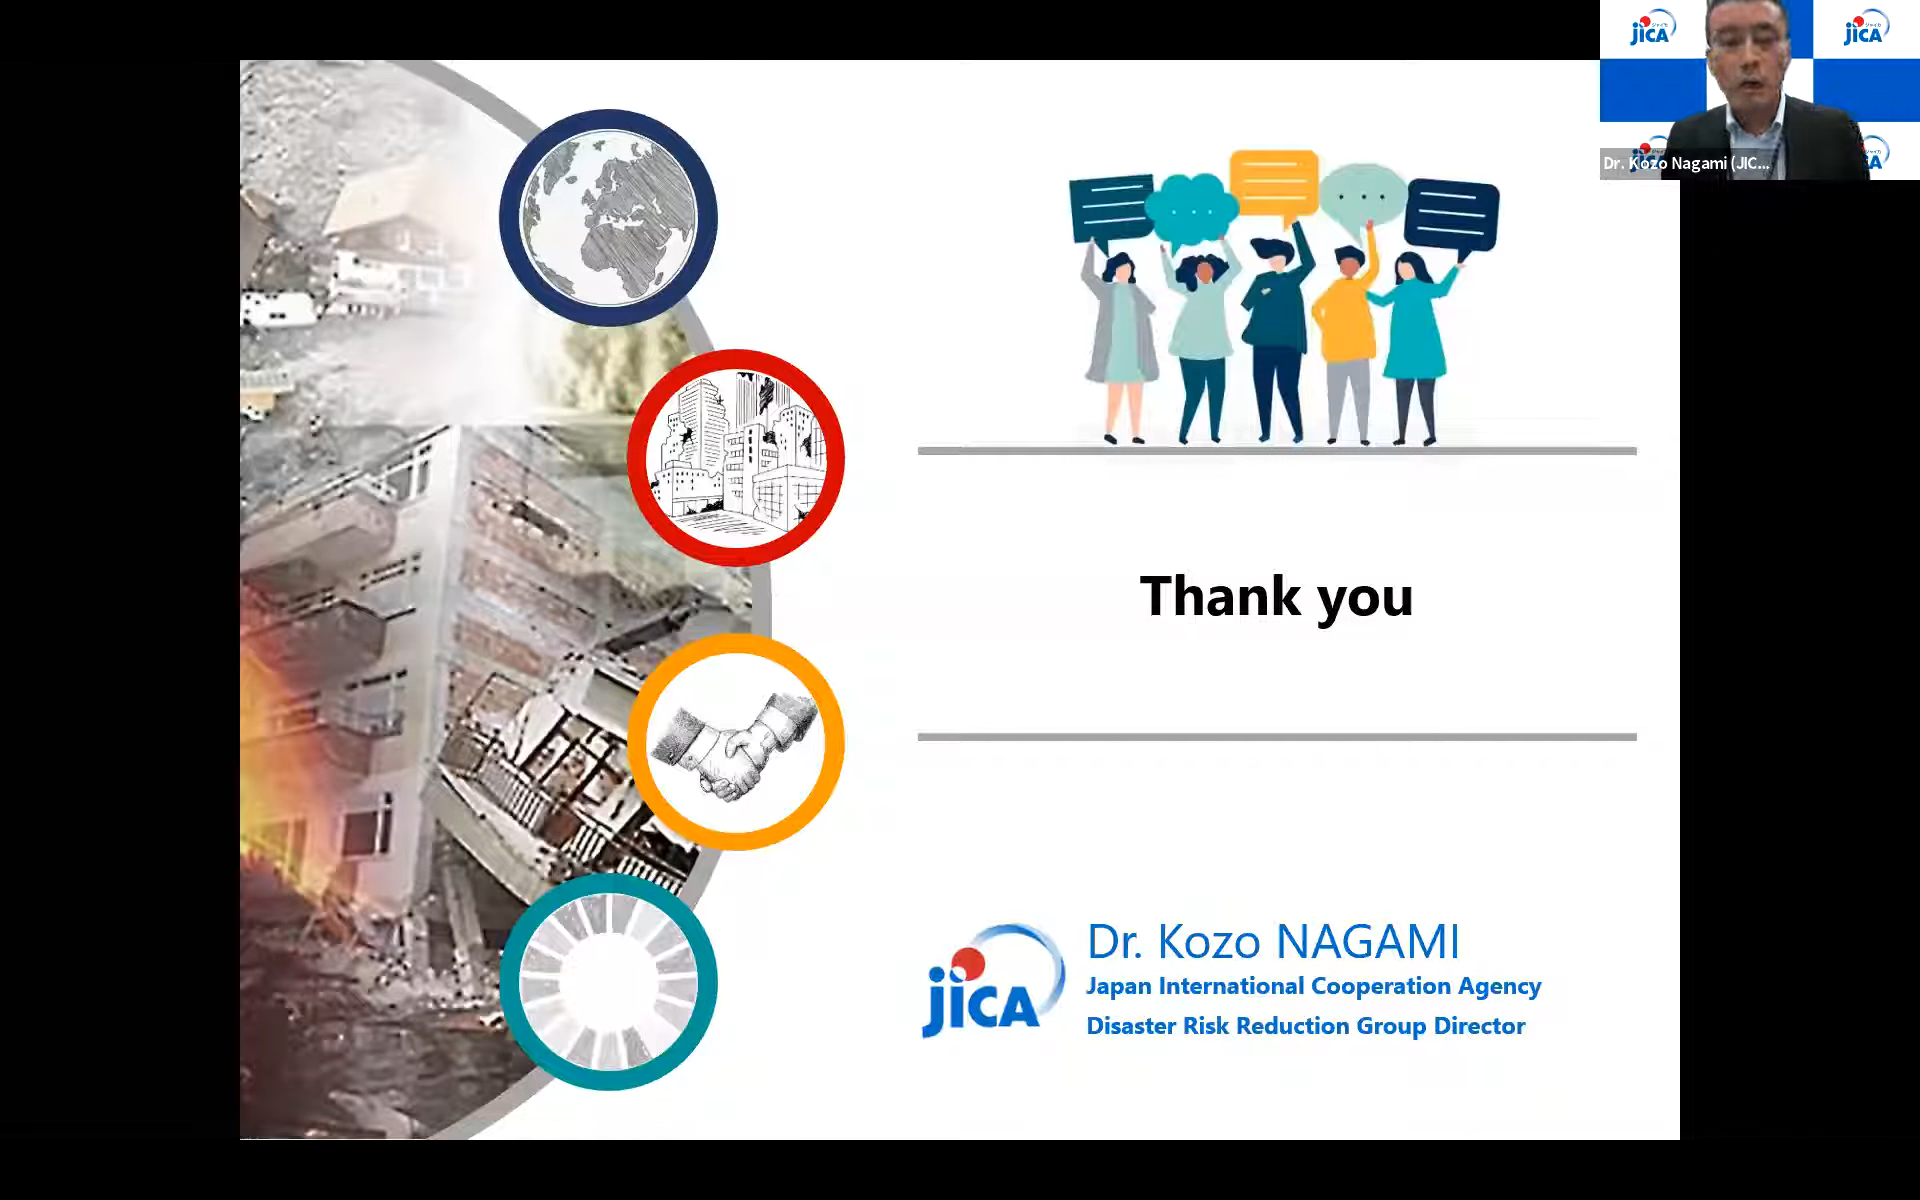 JICA
JICA
Dr. Kozo Nagami (JIC...
Thank you
JICA
Dr. Kozo NAGAMI
Japan International Cooperation Agency
Disaster Risk Reduction Group Director